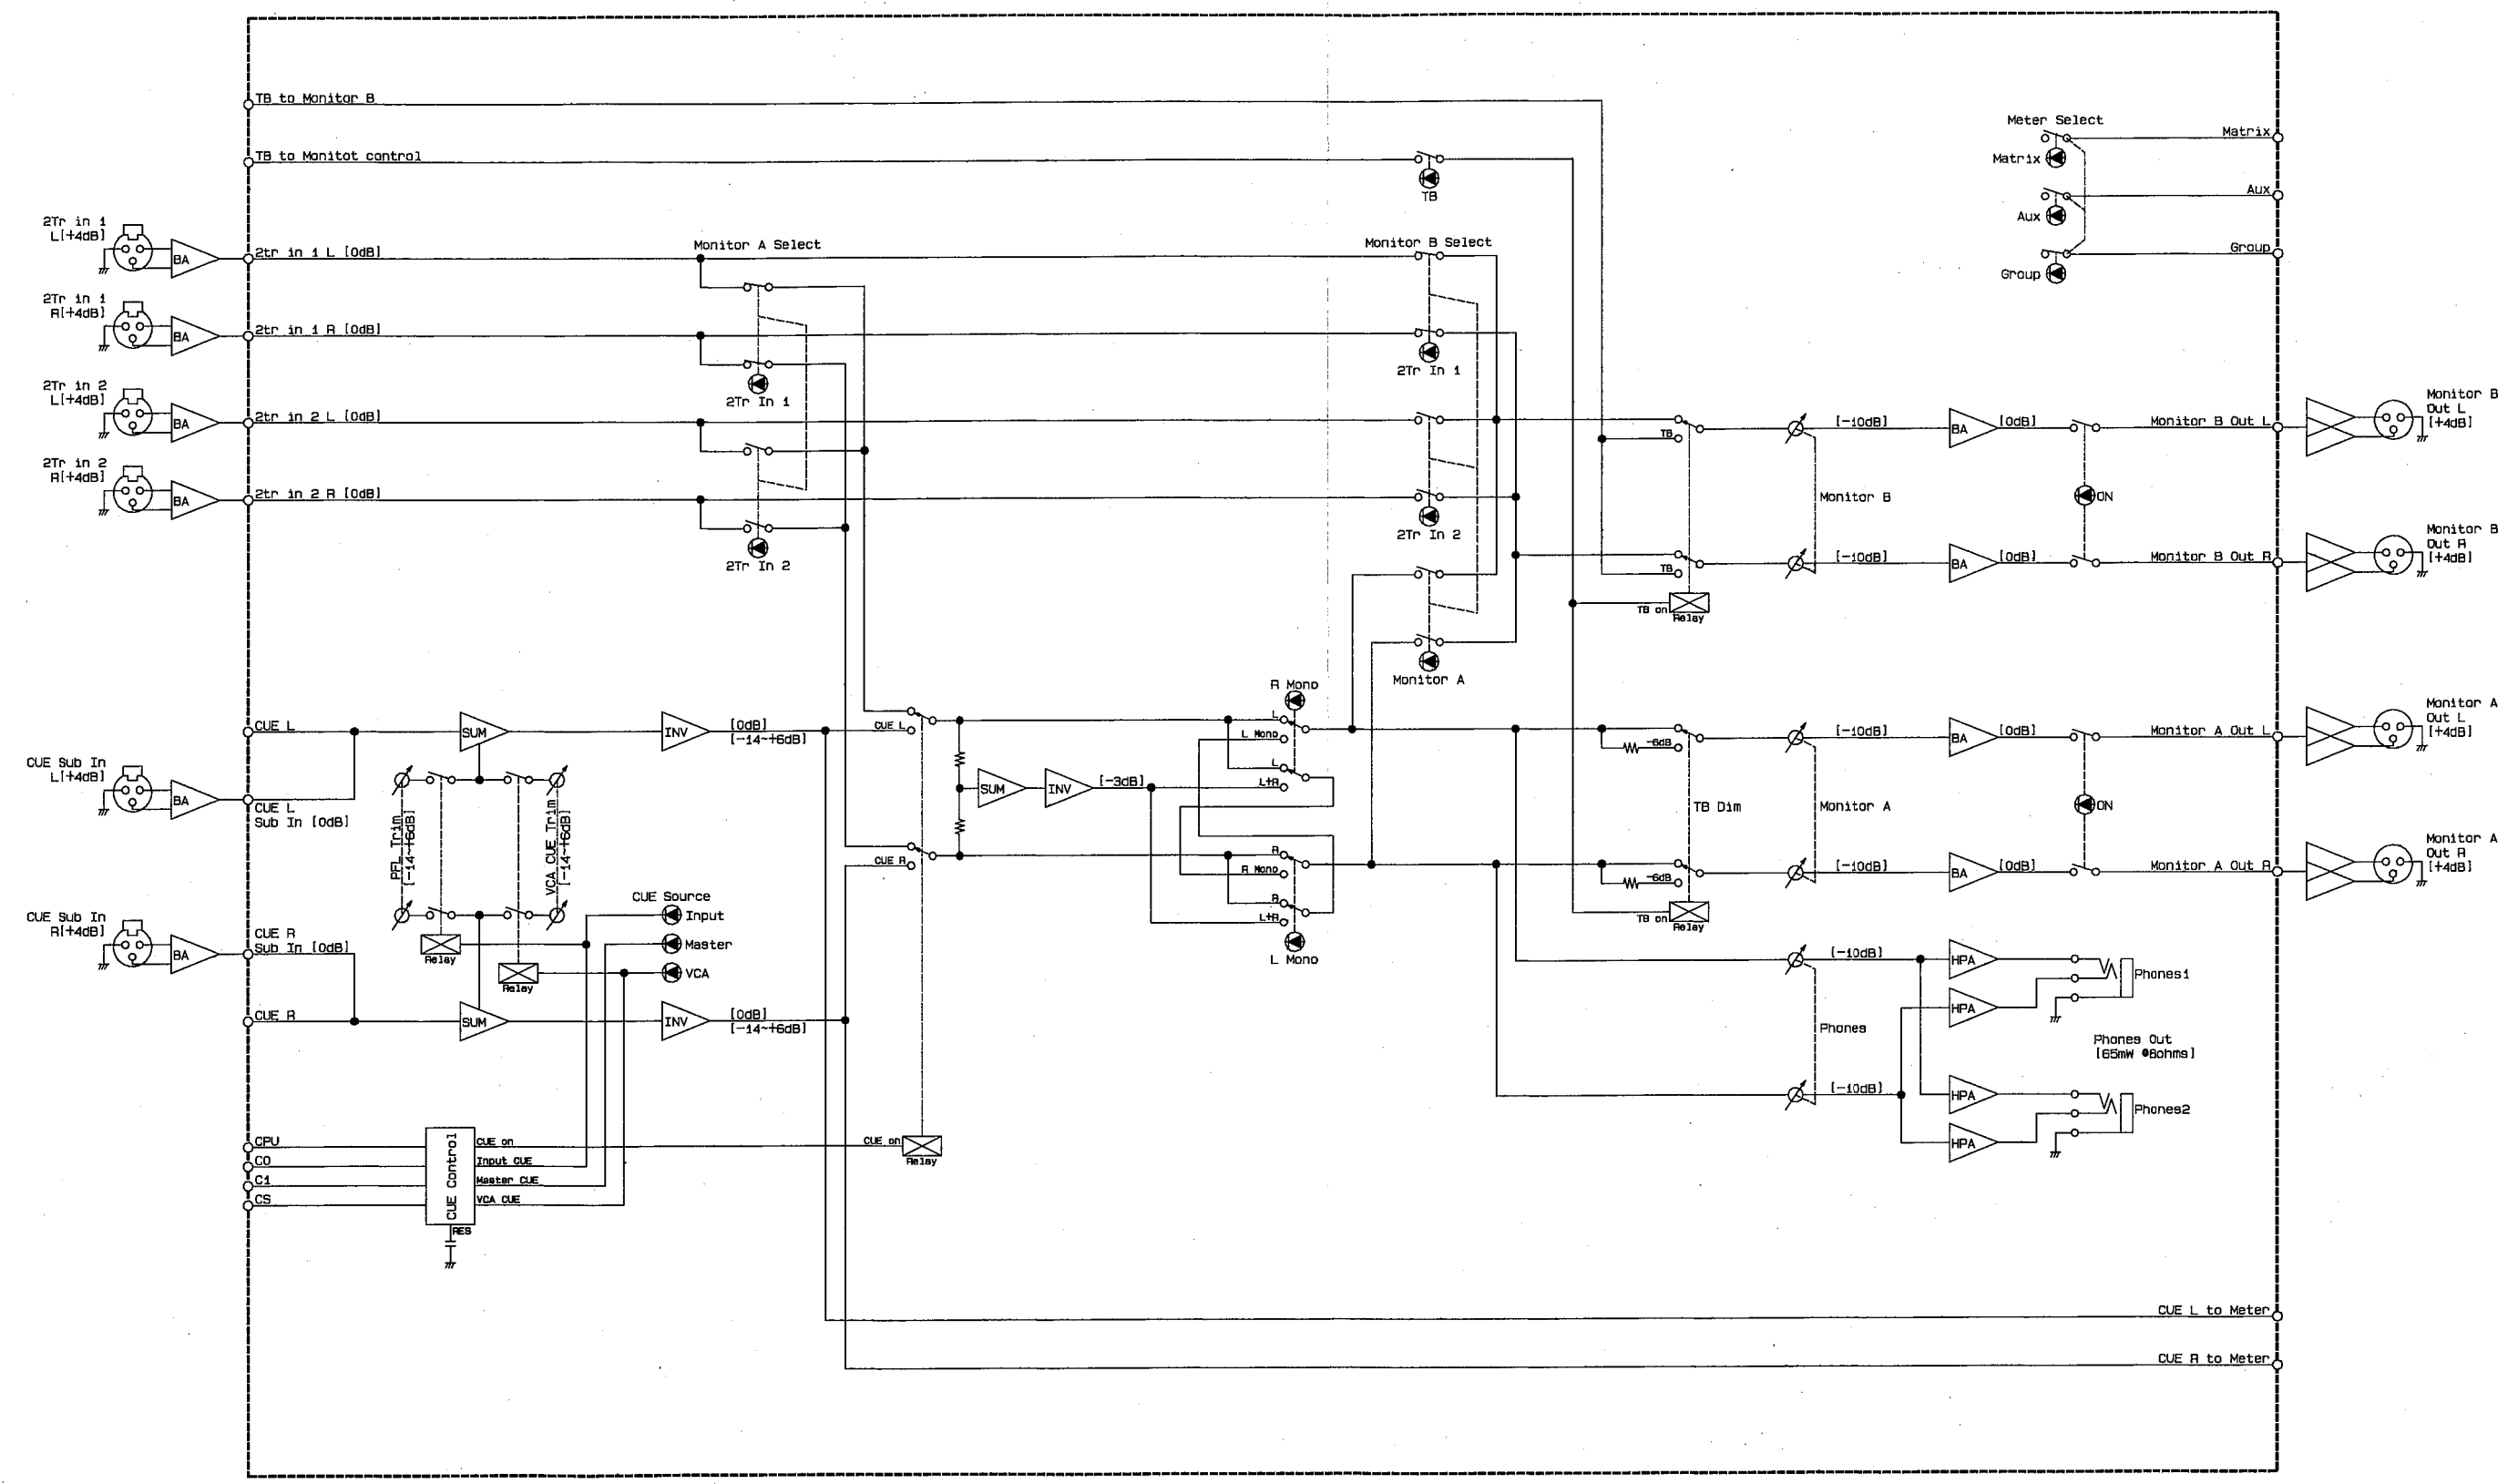 TB to Monitor B
TB to Monitot control
TB
Meter Select
Matrix
Matrix
Aux
Aux
Group
Group
2Tr in 1
L[+4dB]
BA
2tr in 1 L [0dB]
Monitor A Select
Monitor B Select
2Tr in 1
R[+4dB]
BA
2tr in 1 R [0dB]
2Tr In 1
2Tr In 1
2Tr in 2
L[+4dB]
BA
2tr in 2 L [0dB]
2Tr in 2
R[+4dB]
BA
2tr in 2 R [0dB]
2Tr In 2
2Tr In 2
TB
[-10dB]
BA
[0dB]
Monitor B Out L
Monitor B
Out L
[+4dB]
Monitor B
ON
TB
[-10dB]
BA
[0dB]
Monitor B Out R
Monitor B
Out R
[+4dB]
TB on
Relay
Monitor A
CUE L
SUM
INV
[0dB]
[-14~+6dB]
CUE L
CUE Sub In
L[+4dB]
BA
CUE L
Sub In [0dB]
PFL Trim
[-14~+6dB]
VCA CUE Trim
[-14~+6dB]
SUM
INV
[-3dB]
R Mono
L
L Mono
L
L+R
R
R Mono
R
L+R
L Mono
CUE R
-6dB
[-10dB]
BA
[0dB]
Monitor A Out L
Monitor A
Out L
[+4dB]
TB Dim
Monitor A
ON
-6dB
[-10dB]
BA
[0dB]
Monitor A Out R
Monitor A
Out R
[+4dB]
TB on
Relay
CUE Sub In
R[+4dB]
BA
CUE R
Sub In [0dB]
CUE Source
Input
Master
VCA
Relay
Relay
CUE R
SUM
INV
[0dB]
[-14~+6dB]
[-10dB]
HPA
Phones1
HPA
Phones
Phones Out
[65mW @8ohms]
[-10dB]
HPA
Phones2
HPA
CPU
C0
C1
CS
CUE Control
CUE on
Input CUE
Master CUE
VCA CUE
RES
CUE on
Relay
CUE L to Meter
CUE R to Meter